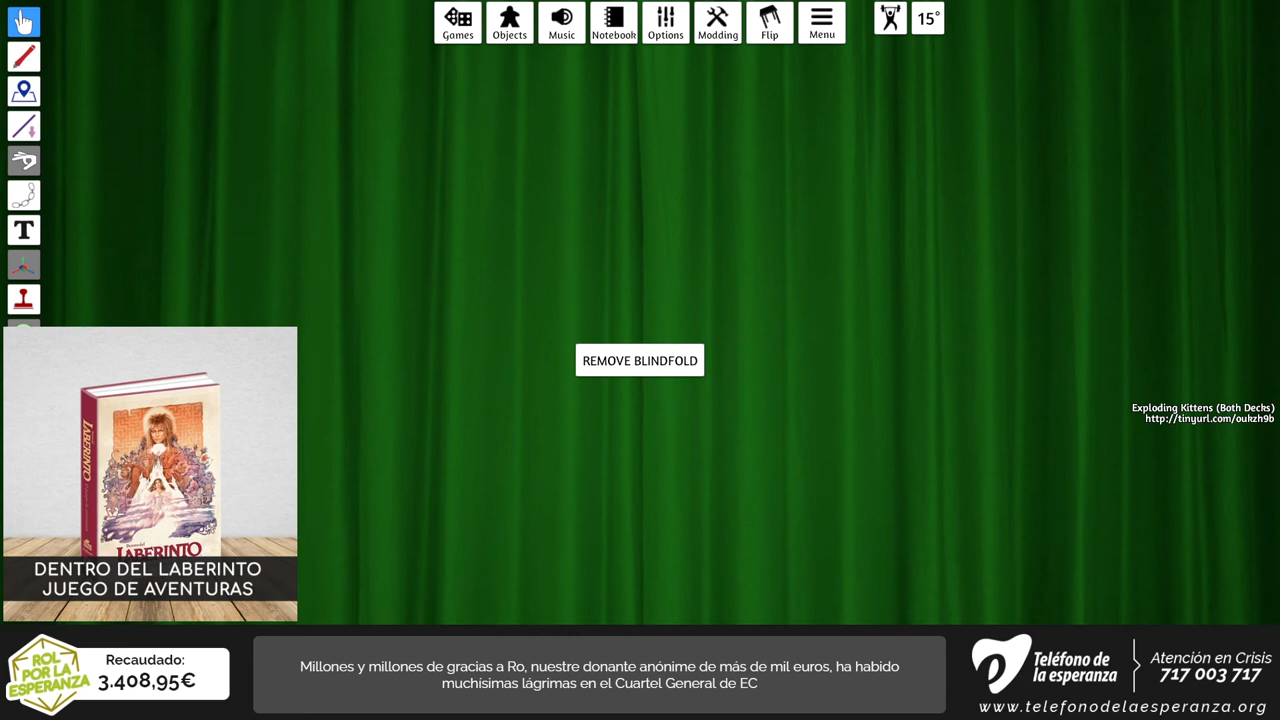 Games
Objects
Music
Notebook
Options
Modding
Flip
Menu
15°
T
REMOVE BLINDFOLD
Exploding Kittens (Both Decks)
http://tinyurl.com/oukzh9b
LABERINTO
Dentro del
LABERINTO
DENTRO DEL LABERINTO
JUEGO DE AVENTURAS
ROL
POR LA
ESPERANZA
Recaudado:
3.408,95€
Millones y millones de gracias a Ro, nuestre donante anónime de más de mil euros, ha habido
muchísimas lágrimas en el Cuartel General de EC
Teléfono de
la esperanza
Atención en Crisis
717 003 717
www.telefonodelaesperanza.org